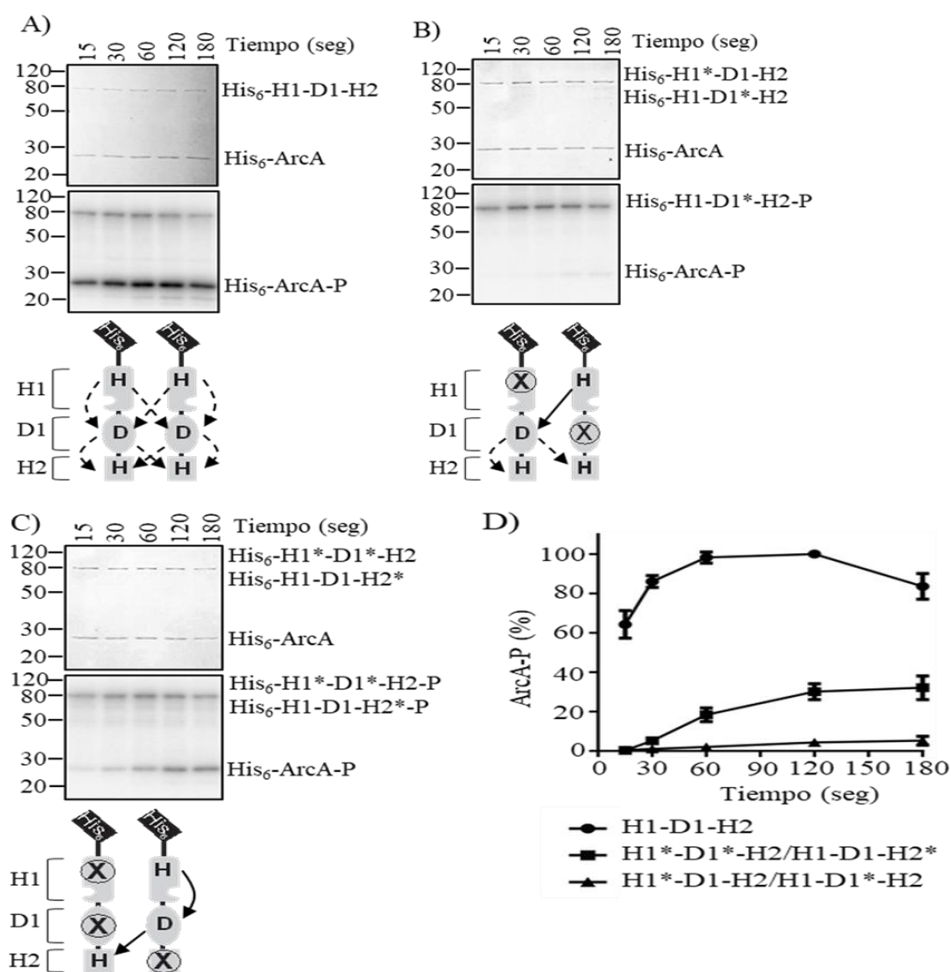 A)
15 30 60 120 180 Tiempo (seg)
120
80
50
30
20
His₆-H1-D1-H2
His₆-ArcA
120
80
50
30
20
His₆-ArcA-P
His₆ His₆
H1 H H
D1 D D
H2 H H
B)
15 30 60 120 180 Tiempo (seg)
120
80
50
30
20
His₆-H1*-D1-H2
His₆-H1-D1*-H2
His₆-ArcA
120
80
50
30
20
His₆-H1-D1*-H2-P
His₆-ArcA-P
His₆ His₆
H1 X H
D1 D X
H2 H H
C)
15 30 60 120 180 Tiempo (seg)
120
80
50
30
20
His₆-H1*-D1*-H2
His₆-H1-D1-H2*
His₆-ArcA
120
80
50
30
20
His₆-H1*-D1*-H2-P
His₆-H1-D1-H2*-P
His₆-ArcA-P
His₆ His₆
H1 X H
D1 X D
H2 H X
D)
ArcA-P (%)
100
80
60
40
20
0
0 30 60 90 120 150 180
Tiempo (seg)
H1-D1-H2
H1*-D1*-H2/H1-D1-H2*
H1*-D1-H2/H1-D1*-H2